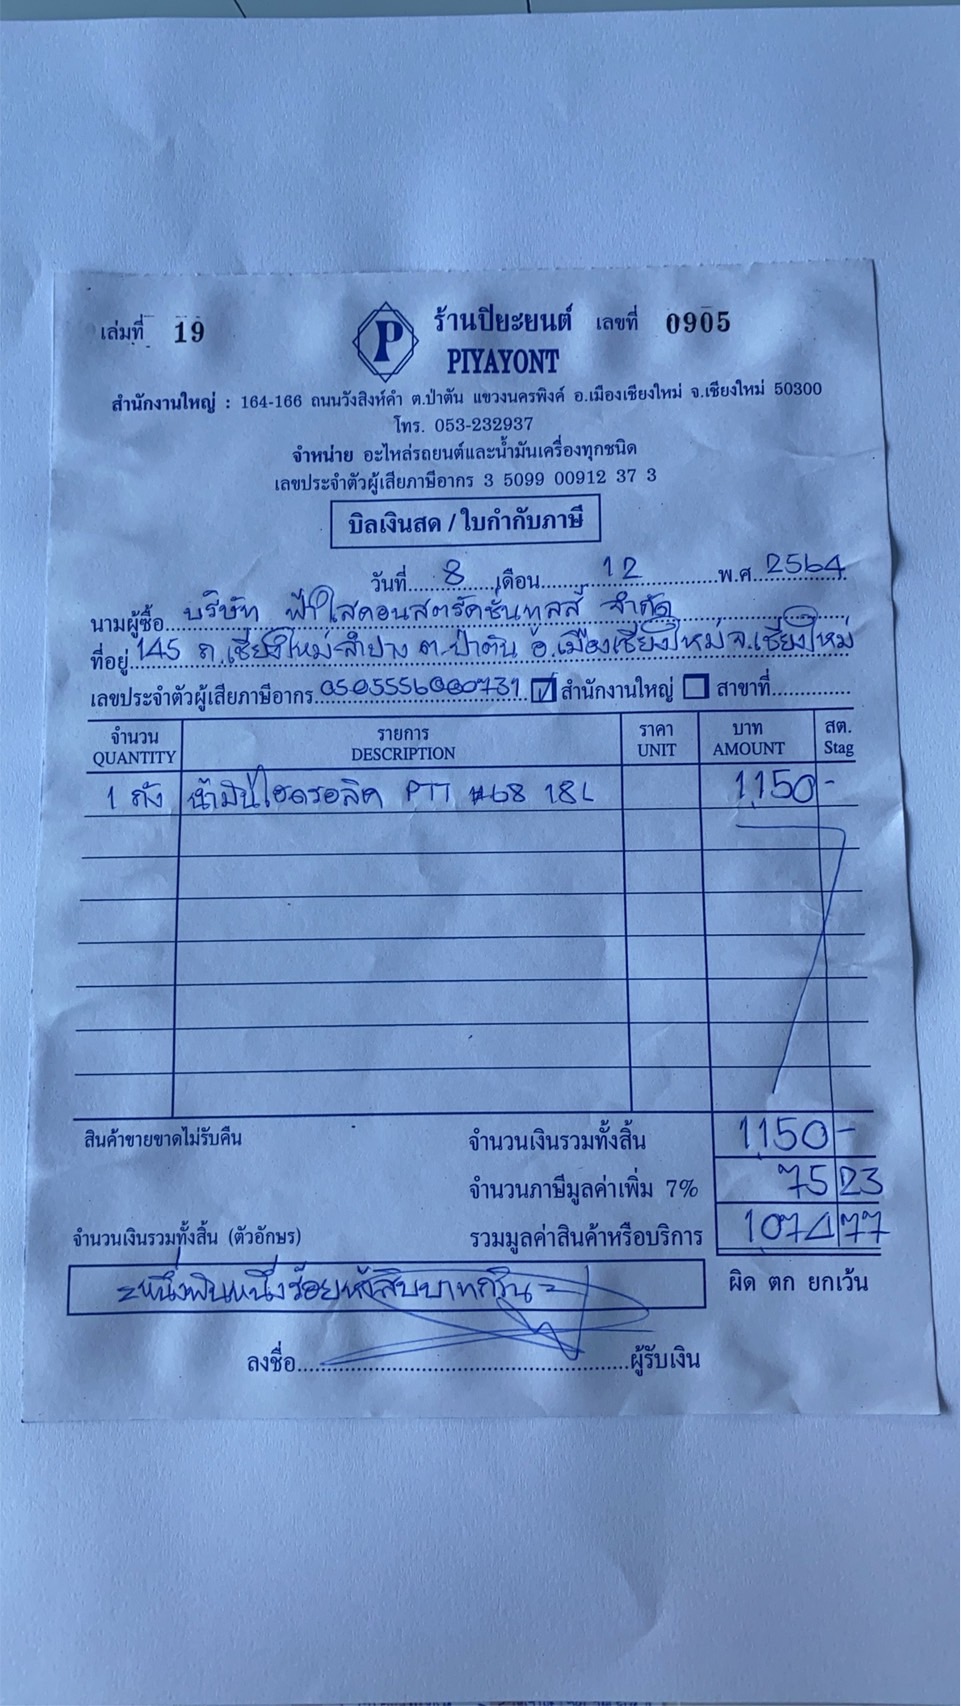 เล่มที่ 19 P ร้านปิยะยนต์ เลขที่ 0905
PIYAYONT
สำนักงานใหญ่ : 164-166 ถนนวังสิงห์คำ ต.ป่าตัน แขวงนครพิงค์ อ.เมืองเชียงใหม่ จ.เชียงใหม่ 50300
โทร. 053-232937
จำหน่าย อะไหล่รถยนต์และน้ำมันเครื่องทุกชนิด
เลขประจำตัวผู้เสียภาษีอากร 3 5099 00912 37 3
บิลเงินสด / ใบกำกับภาษี
วันที่ 8 เดือน 12 พ.ศ. 2564
นามผู้ซื้อ บริษัท ฟ้าใสคอนสตรัคชั่นทูลส์ จำกัด
ที่อยู่ 145 ถ.เชียงใหม่-ลำปาง ต.ป่าตัน อ.เมืองเชียงใหม่ จ.เชียงใหม่
เลขประจำตัวผู้เสียภาษีอากร 0505556000731 สำนักงานใหญ่ สาขาที่
จำนวน รายการ ราคา บาท สต.
QUANTITY DESCRIPTION UNIT AMOUNT Stag
1 ถัง น้ำมันไฮดรอลิค PTT #68 18L 1,150 -
สินค้าขายขาดไม่รับคืน จำนวนเงินรวมทั้งสิ้น 1,150 -
จำนวนภาษีมูลค่าเพิ่ม 7% 75 23
จำนวนเงินรวมทั้งสิ้น (ตัวอักษร) รวมมูลค่าสินค้าหรือบริการ 1,074 77
=หนึ่งพันหนึ่งร้อยห้าสิบบาทถ้วน= ผิด ตก ยกเว้น
ลงชื่อ ผู้รับเงิน